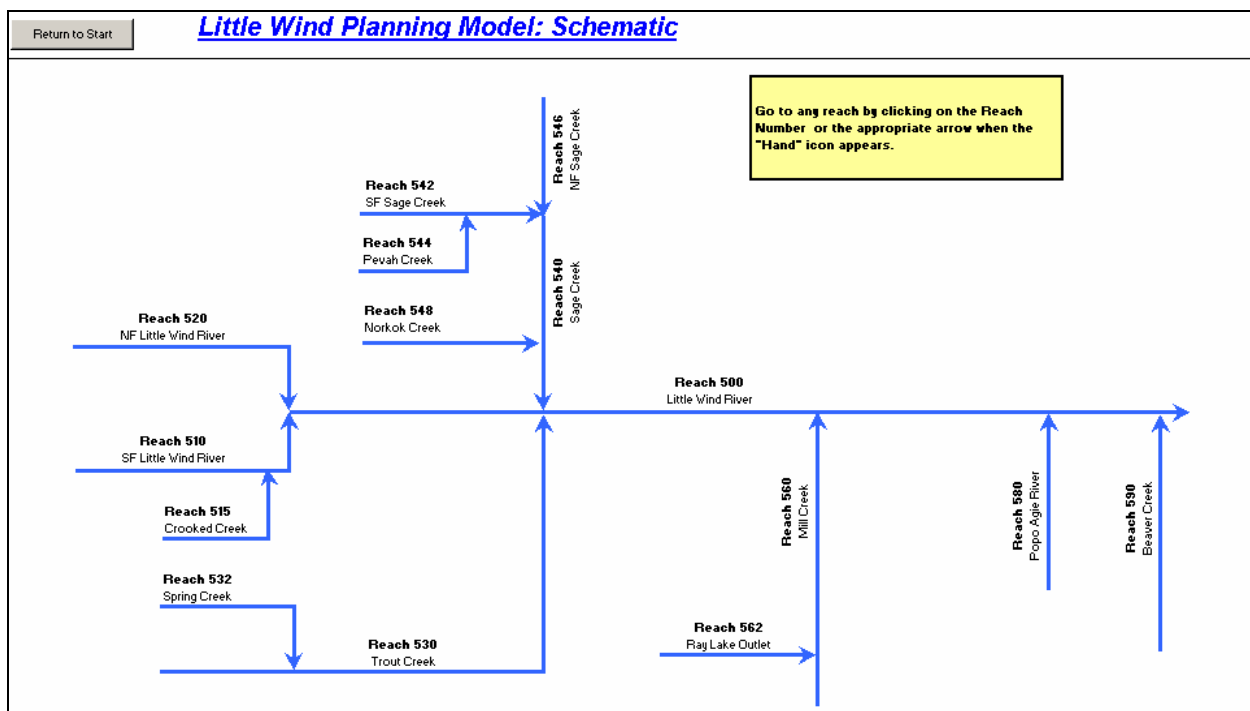 Return to Start
Little Wind Planning Model: Schematic
Go to any reach by clicking on the Reach
Number or the appropriate arrow when the
"Hand" icon appears.
Reach 546
NF Sage Creek
Reach 542
SF Sage Creek
Reach 544
Pevah Creek
Reach 540
Sage Creek
Reach 548
Norkok Creek
Reach 520
NF Little Wind River
Reach 500
Little Wind RIver
Reach 510
SF Little Wind River
Reach 515
Crooked Creek
Reach 560
Mill Creek
Reach 580
Popo Agie River
Reach 590
Beaver Creek
Reach 532
Spring Creek
Reach 530
Trout Creek
Reach 562
Ray Lake Outlet